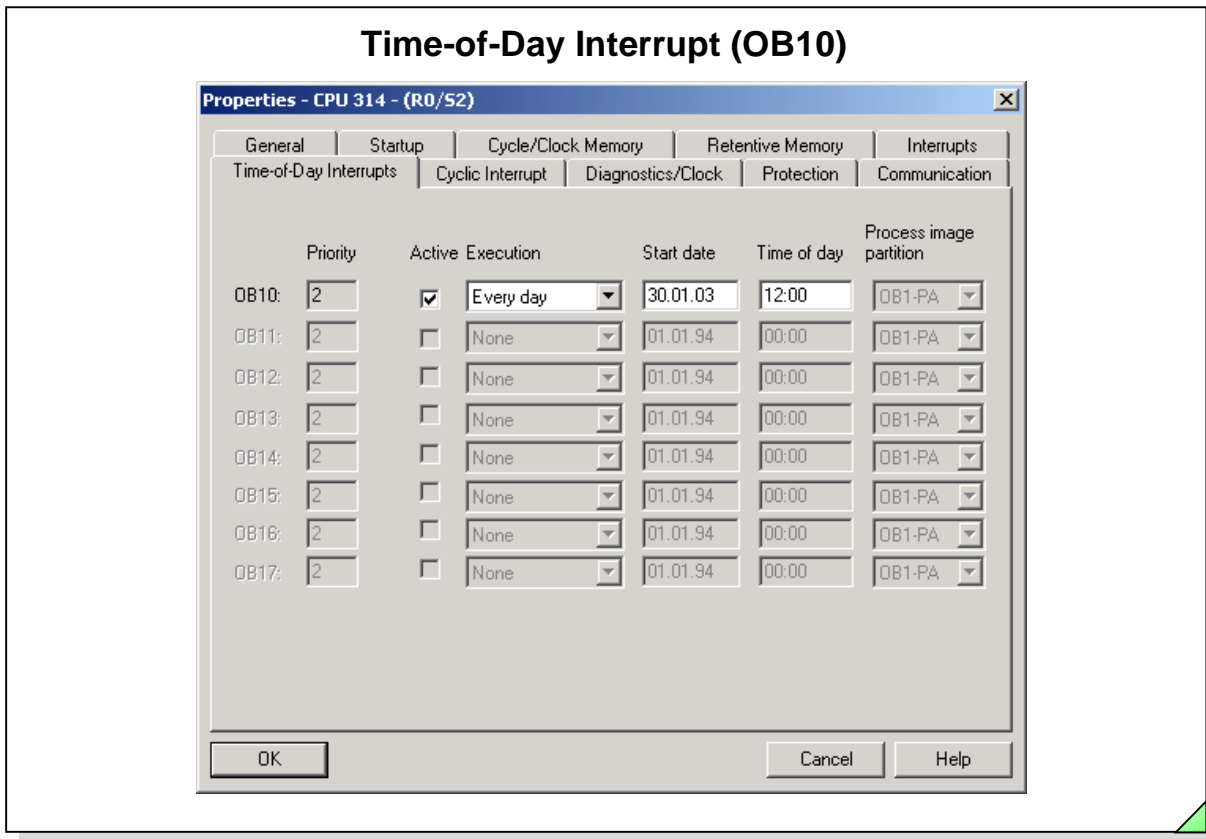 Time-of-Day Interrupt (OB10)
Properties - CPU 314 - (R0/S2)
General Startup Cycle/Clock Memory Retentive Memory Interrupts
Time-of-Day Interrupts Cyclic Interrupt Diagnostics/Clock Protection Communication
Priority Active Execution Start date Time of day Process image partition
OB10: 2 Every day 30.01.03 12:00 OB1-PA
OB11: 2 None 01.01.94 00:00 OB1-PA
OB12: 2 None 01.01.94 00:00 OB1-PA
OB13: 2 None 01.01.94 00:00 OB1-PA
OB14: 2 None 01.01.94 00:00 OB1-PA
OB15: 2 None 01.01.94 00:00 OB1-PA
OB16: 2 None 01.01.94 00:00 OB1-PA
OB17: 2 None 01.01.94 00:00 OB1-PA
OK Cancel Help